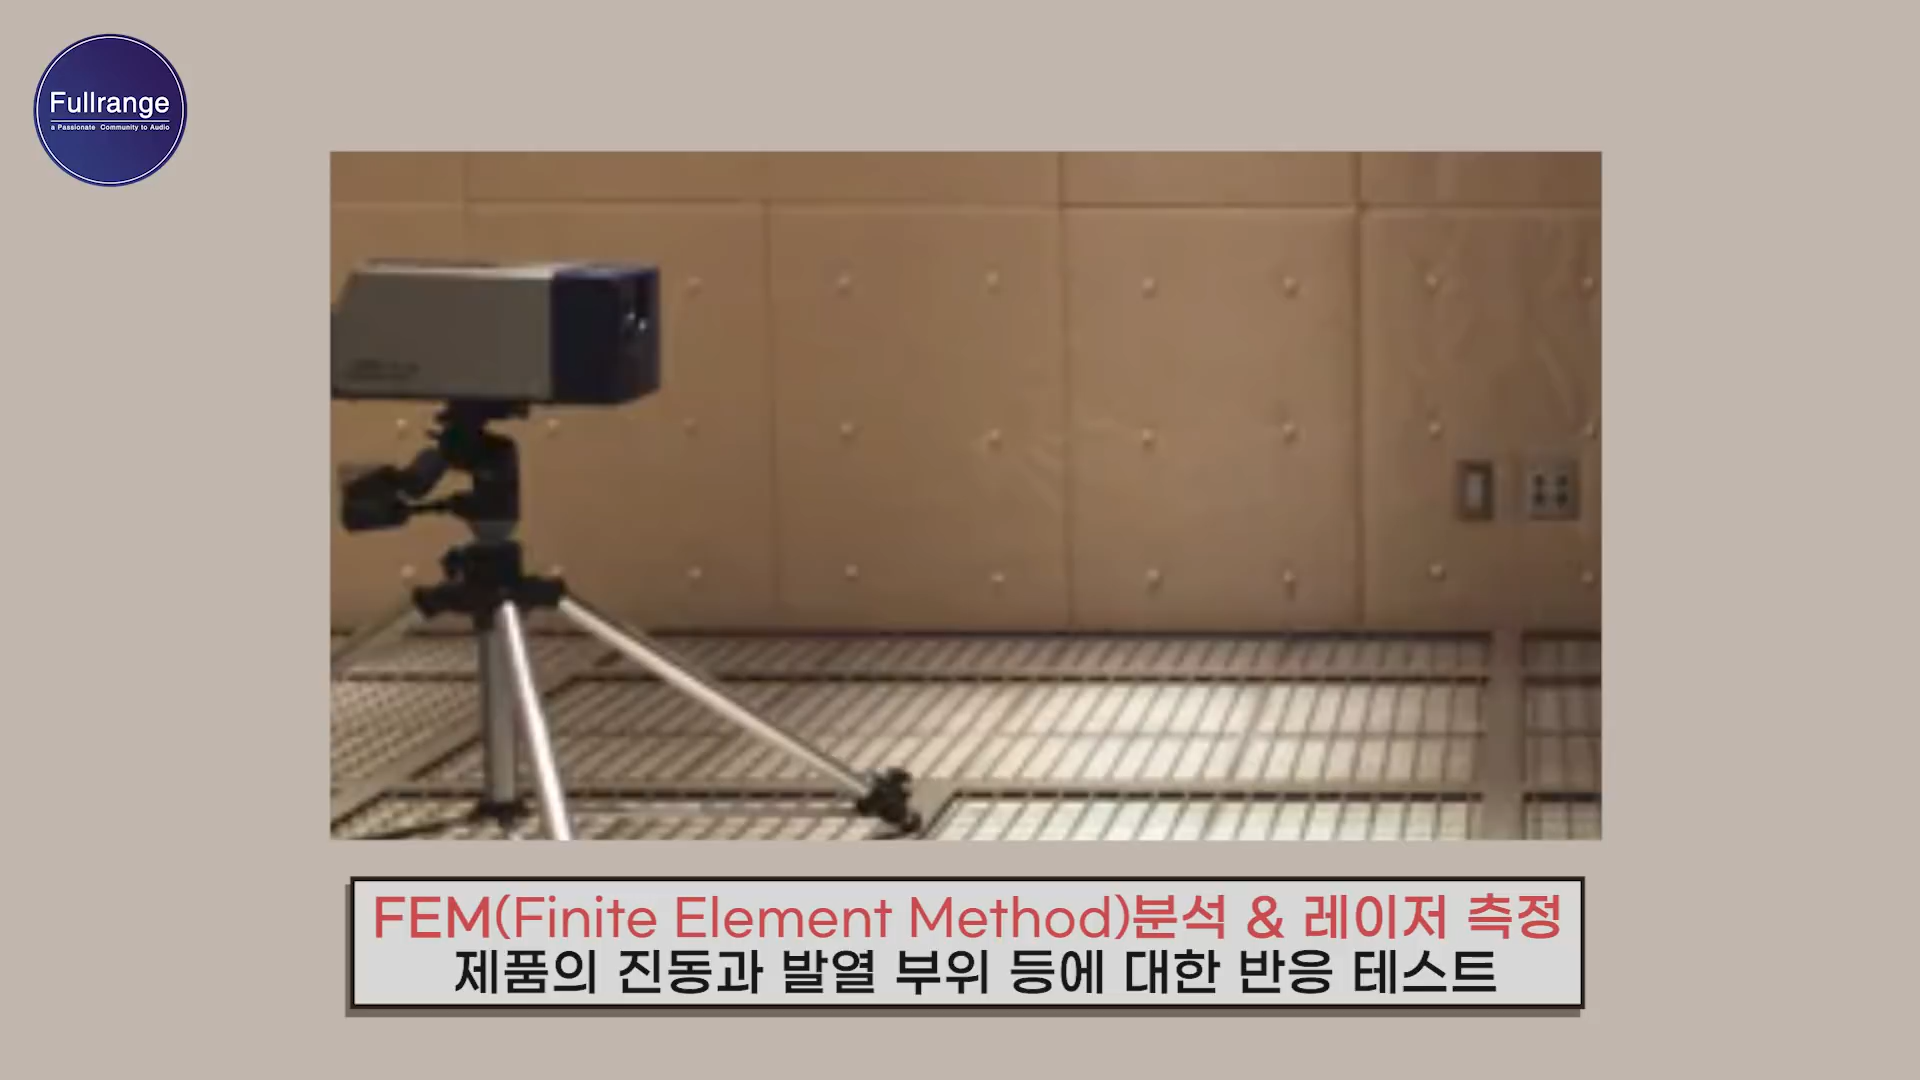 Fullrange
a Passionate Community to Audio
FEM(Finite Element Method)분석 & 레이저 측정
제품의 진동과 발열 부위 등에 대한 반응 테스트